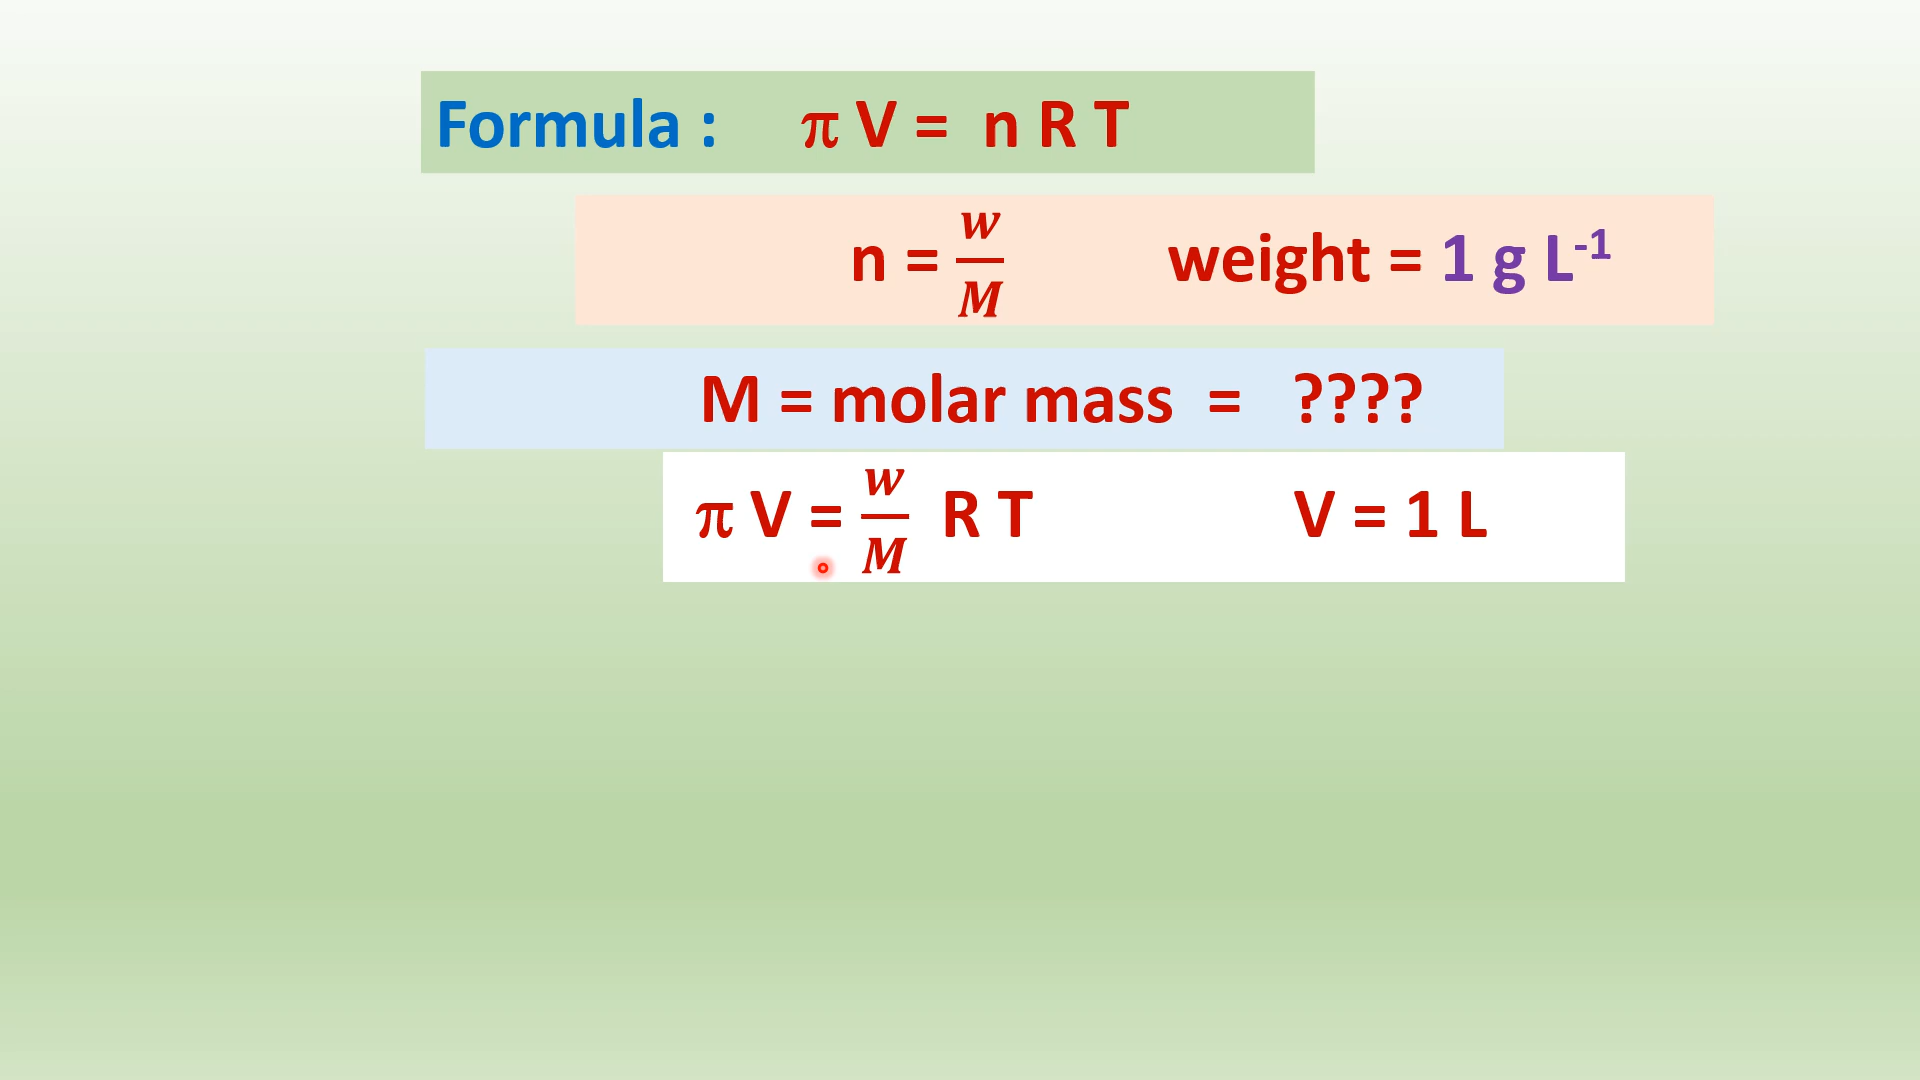 Formula : π V = n R T
n = w/M weight = 1 g L⁻¹
M = molar mass = ????
π V = w/M R T V = 1 L